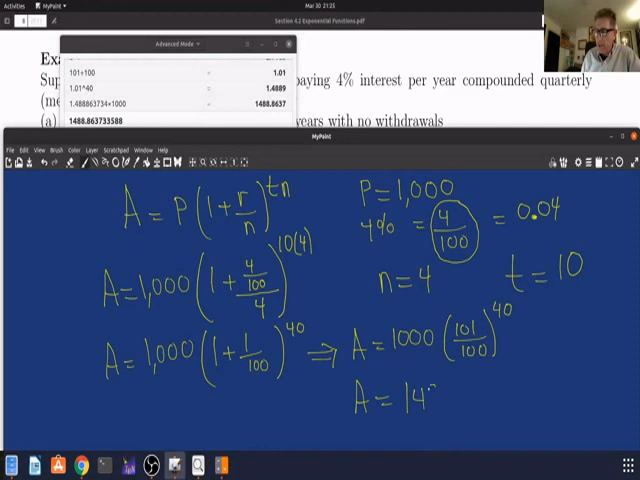 Activities MyPaint Mar 30 21:25
Section 4.2 Exponential Functions.pdf
8
Advanced Mode
101÷100 = 1.01
1.01^40 = 1.4889
1.488863734×1000 = 1488.8637
1488.863733588
Exa
Sup paying 4% interest per year compounded quarterly
(me
(a) years with no withdrawals
MyPaint
File Edit View Brush Color Layer Scratchpad Window Help
A = P(1 + r/n)^tn
P = 1,000
4% = 4/100 = 0.04
A = 1,000(1 + 4/100/4)^10(4)
n = 4 t = 10
A = 1,000(1 + 1/100)^40 ⇒ A = 1000(101/100)^40
A = 14